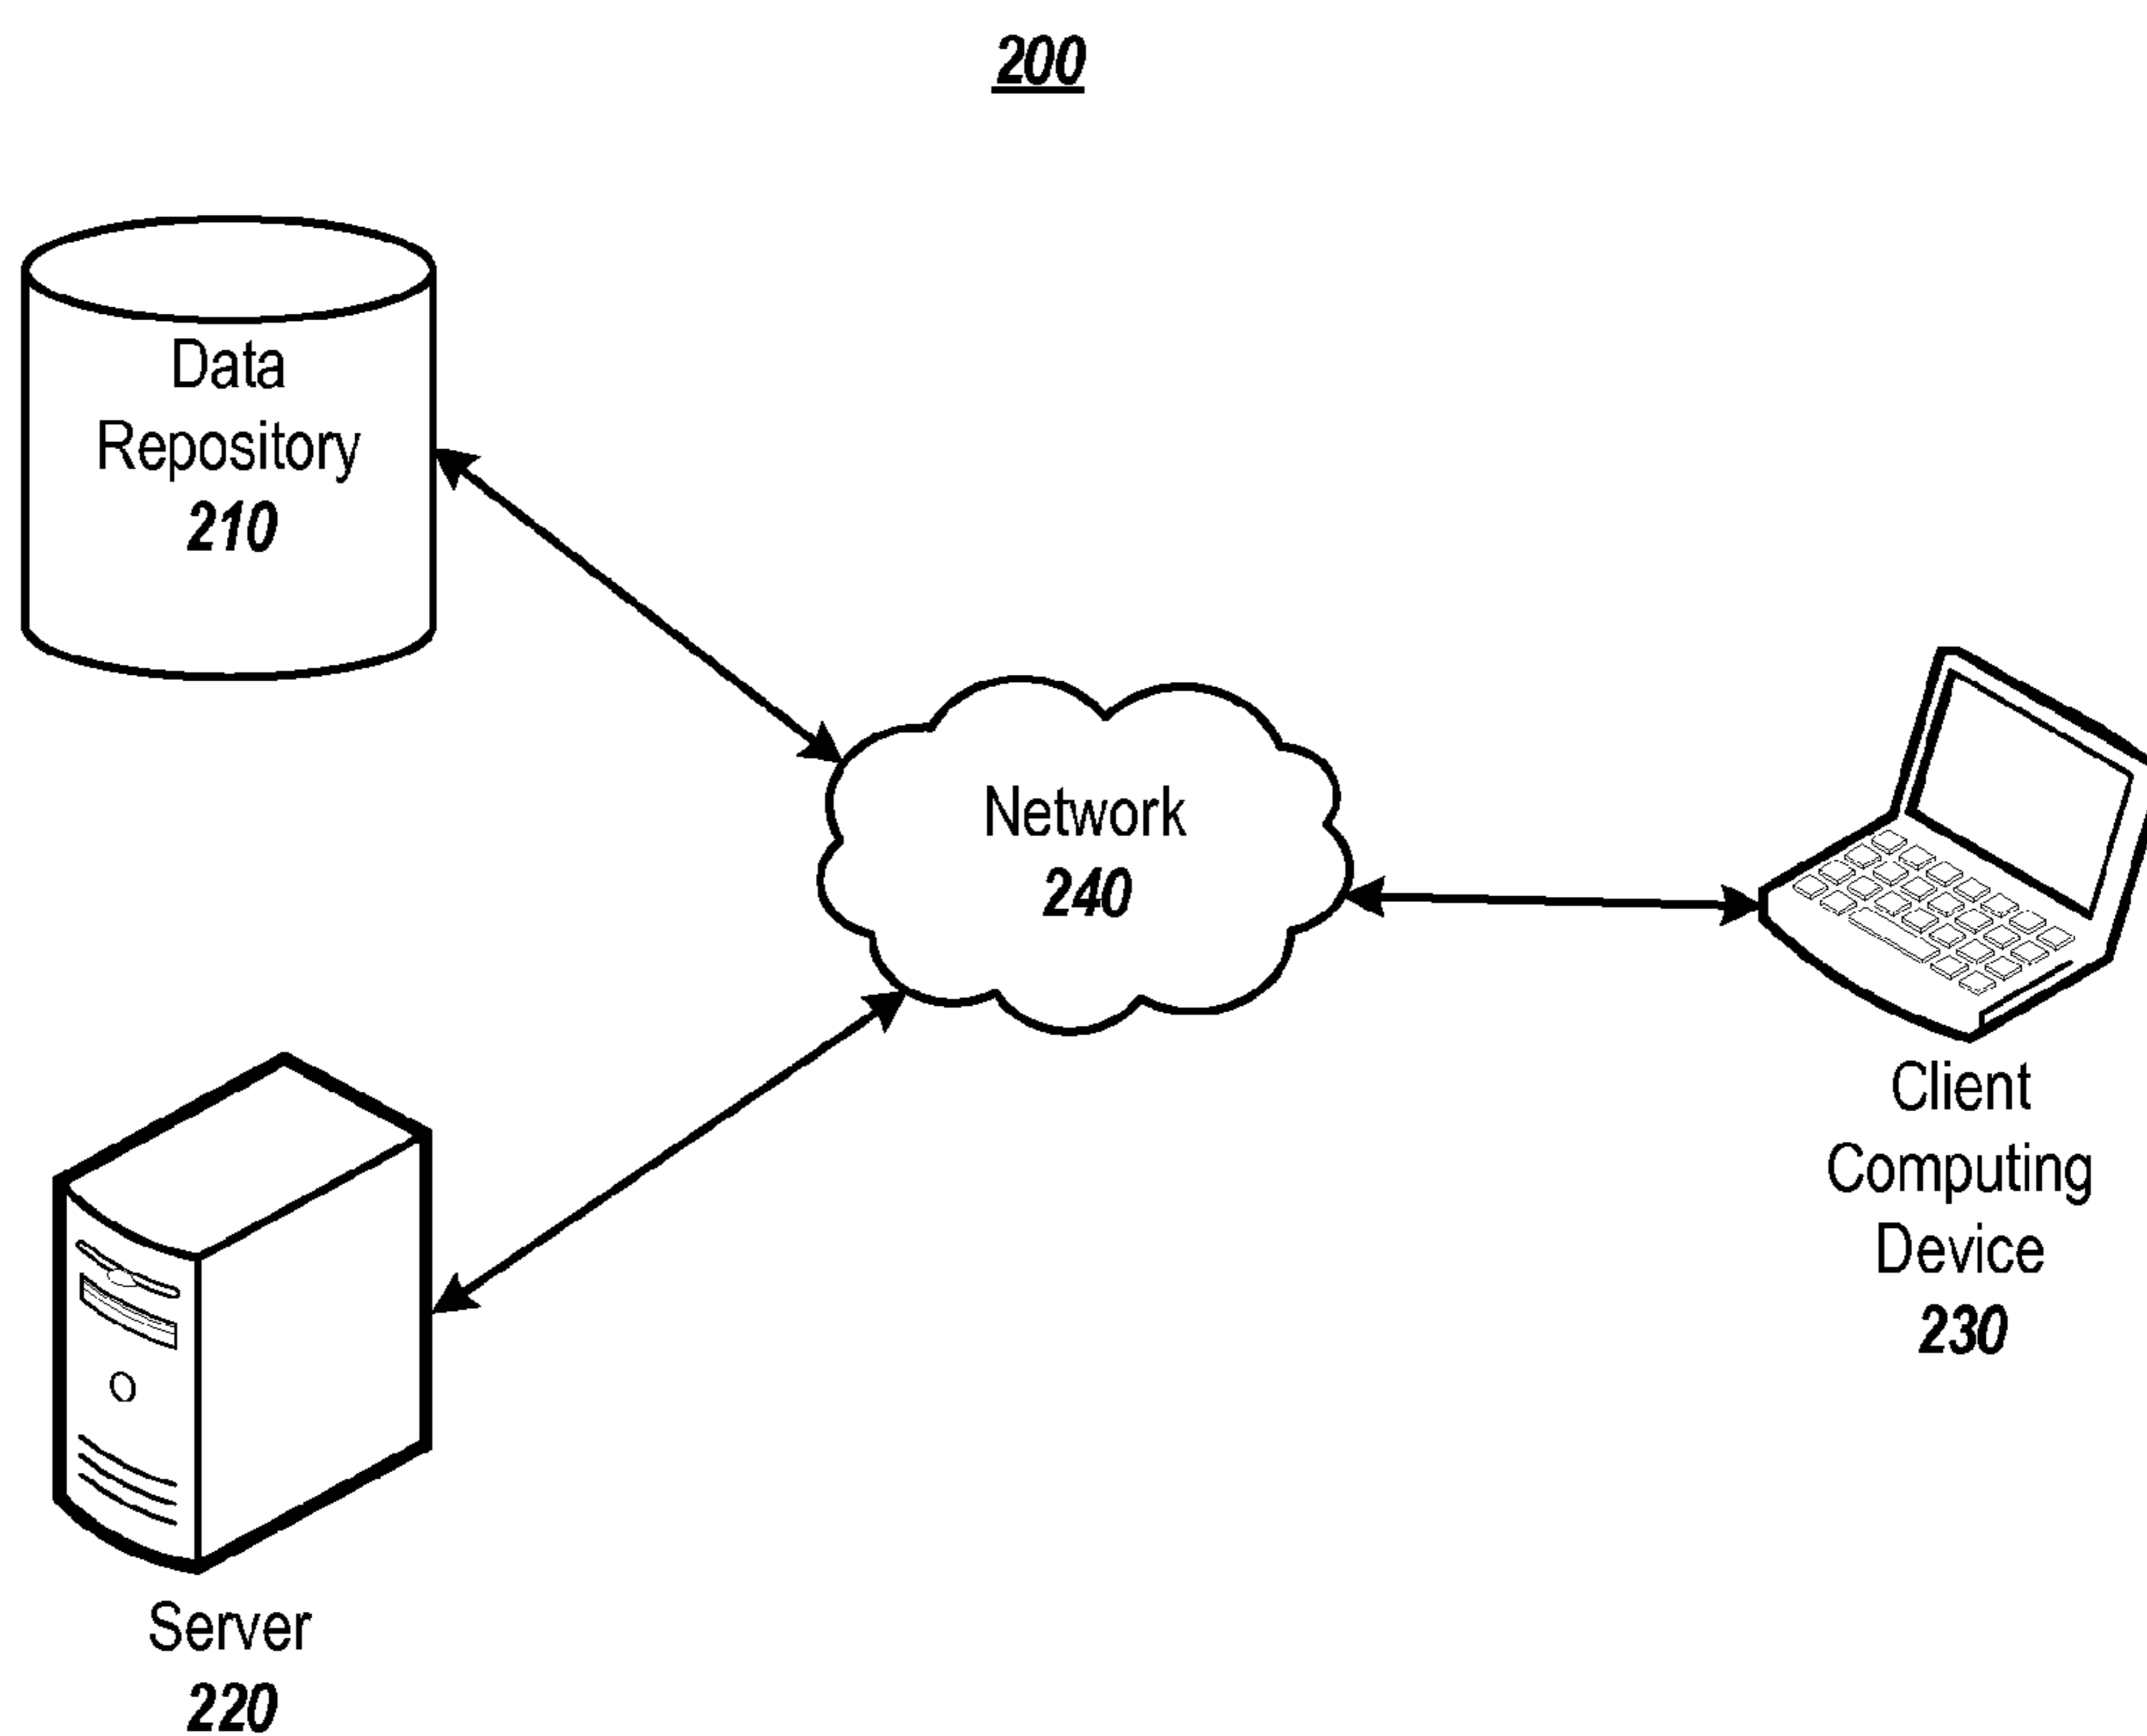 200
Data
Repository
210
Network
240
Client
Computing
Device
230
Server
220